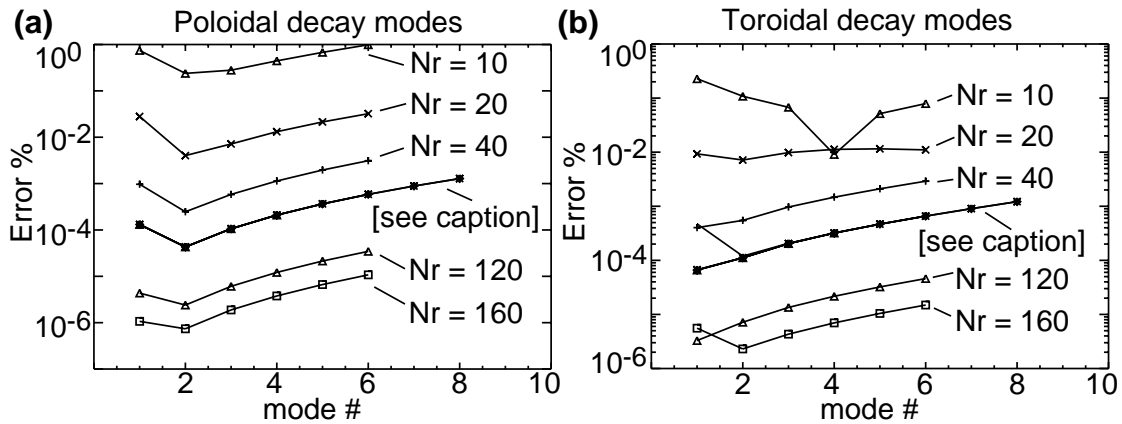 (a) Poloidal decay modes
10^0
10^-2
10^-4
10^-6
Error %
Nr = 10
Nr = 20
Nr = 40
[see caption]
Nr = 120
Nr = 160
0 2 4 6 8 10
mode #
(b) Toroidal decay modes
10^0
10^-2
10^-4
10^-6
Error %
Nr = 10
Nr = 20
Nr = 40
[see caption]
Nr = 120
Nr = 160
0 2 4 6 8 10
mode #